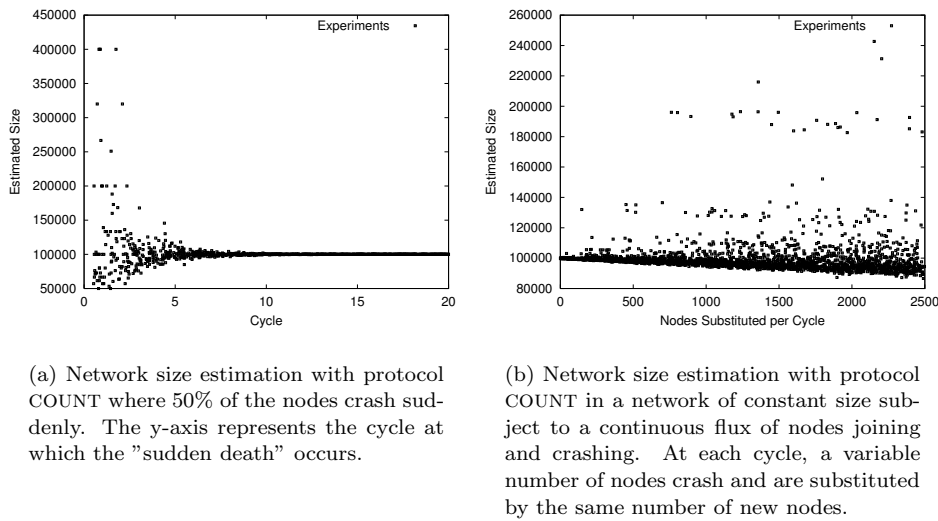 450000
400000
350000
300000
250000
200000
150000
100000
50000
Estimated Size
Experiments
0 5 10 15 20
Cycle
260000
240000
220000
200000
180000
160000
140000
120000
100000
80000
Estimated Size
Experiments
0 500 1000 1500 2000 2500
Nodes Substituted per Cycle
(a) Network size estimation with protocol
COUNT where 50% of the nodes crash sud-
denly. The y-axis represents the cycle at
which the ”sudden death” occurs.
(b) Network size estimation with protocol
COUNT in a network of constant size sub-
ject to a continuous flux of nodes joining
and crashing. At each cycle, a variable
number of nodes crash and are substituted
by the same number of new nodes.